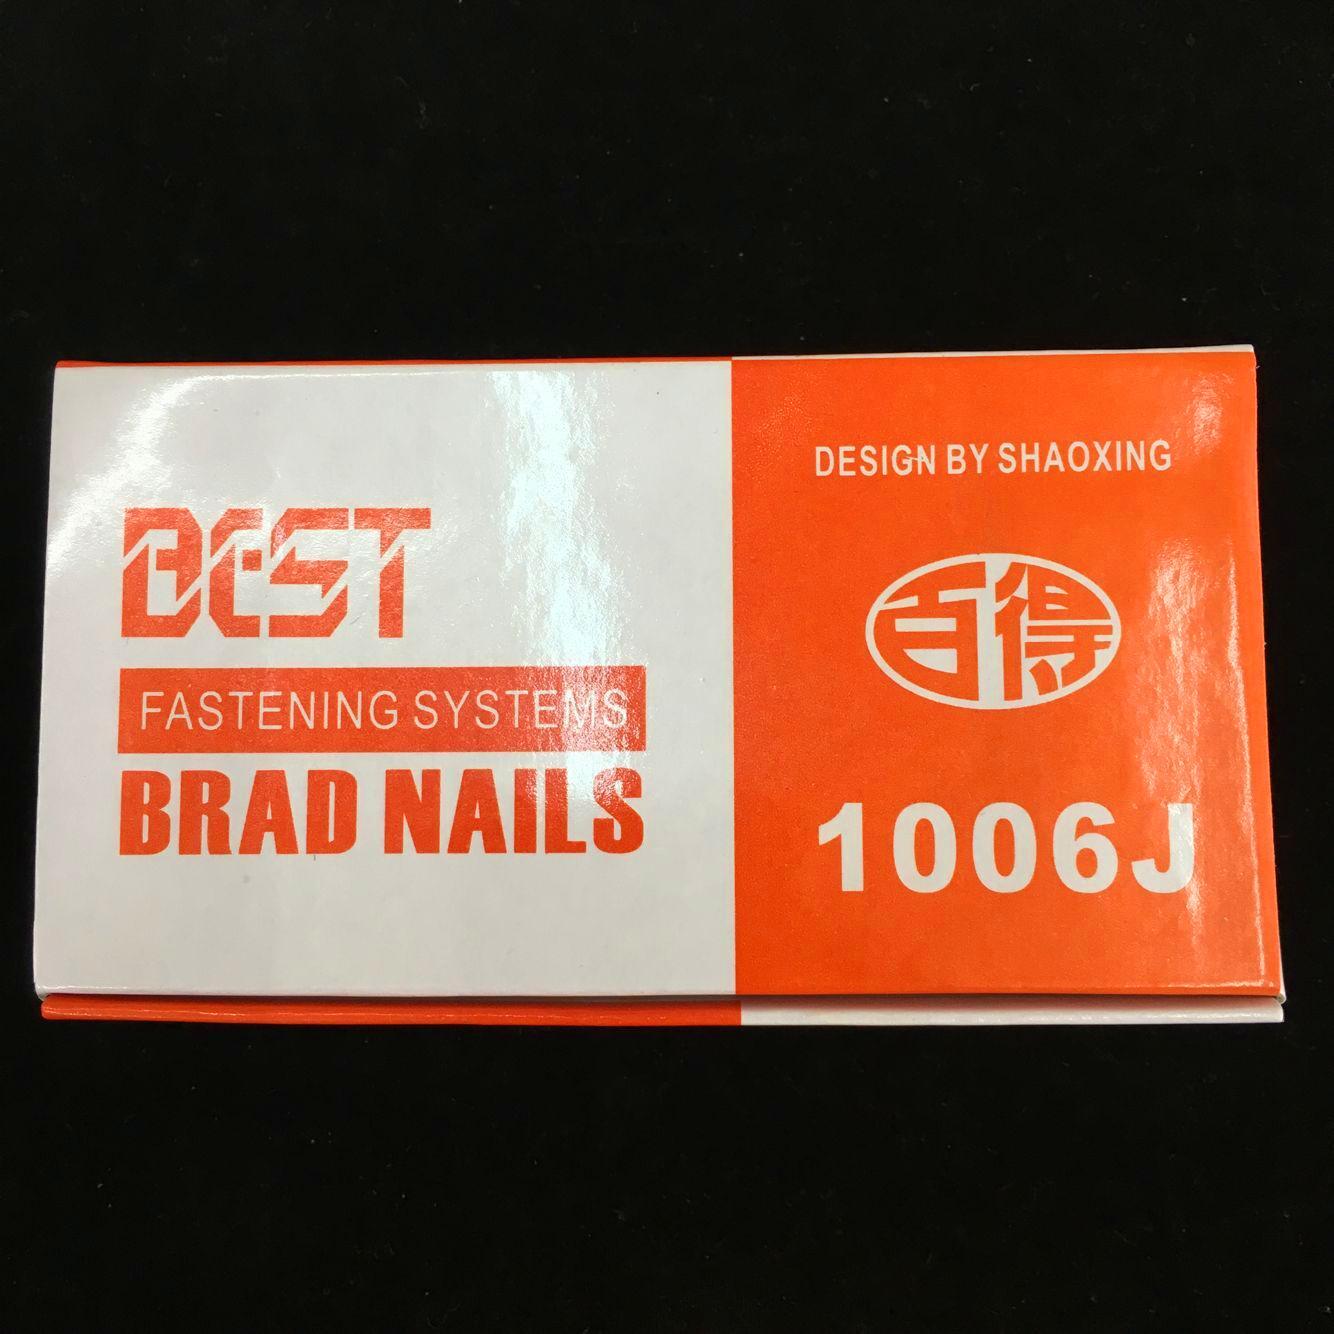 BEST
FASTENING SYSTEMS
BRAD NAILS
DESIGN BY SHAOXING
百得
1006J